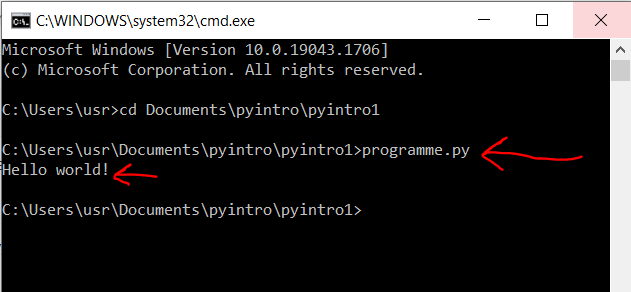 C:\WINDOWS\system32\cmd.exe
Microsoft Windows [Version 10.0.19043.1706]
(c) Microsoft Corporation. All rights reserved.
C:\Users\usr>cd Documents\pyintro\pyintro1
C:\Users\usr\Documents\pyintro\pyintro1>programme.py
Hello world!
C:\Users\usr\Documents\pyintro\pyintro1>